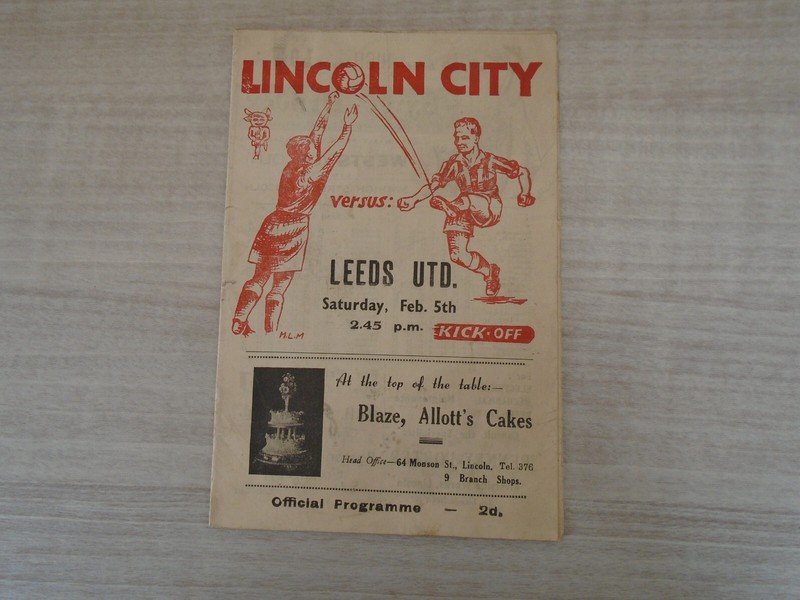 LINCOLN CITY
versus:
LEEDS UTD.
Saturday, Feb. 5th
2.45 p.m. KICK-OFF
M.L.M
At the top of the table:—
Blaze, Allott's Cakes
Head Office—64 Monson St., Lincoln. Tel. 376
9 Branch Shops.
Official Programme — 2d.